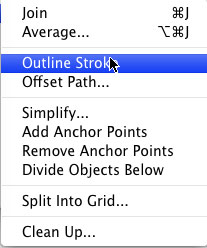 Join ⌘J
Average... ⌥⌘J
Outline Stroke
Offset Path...
Simplify...
Add Anchor Points
Remove Anchor Points
Divide Objects Below
Split Into Grid...
Clean Up...